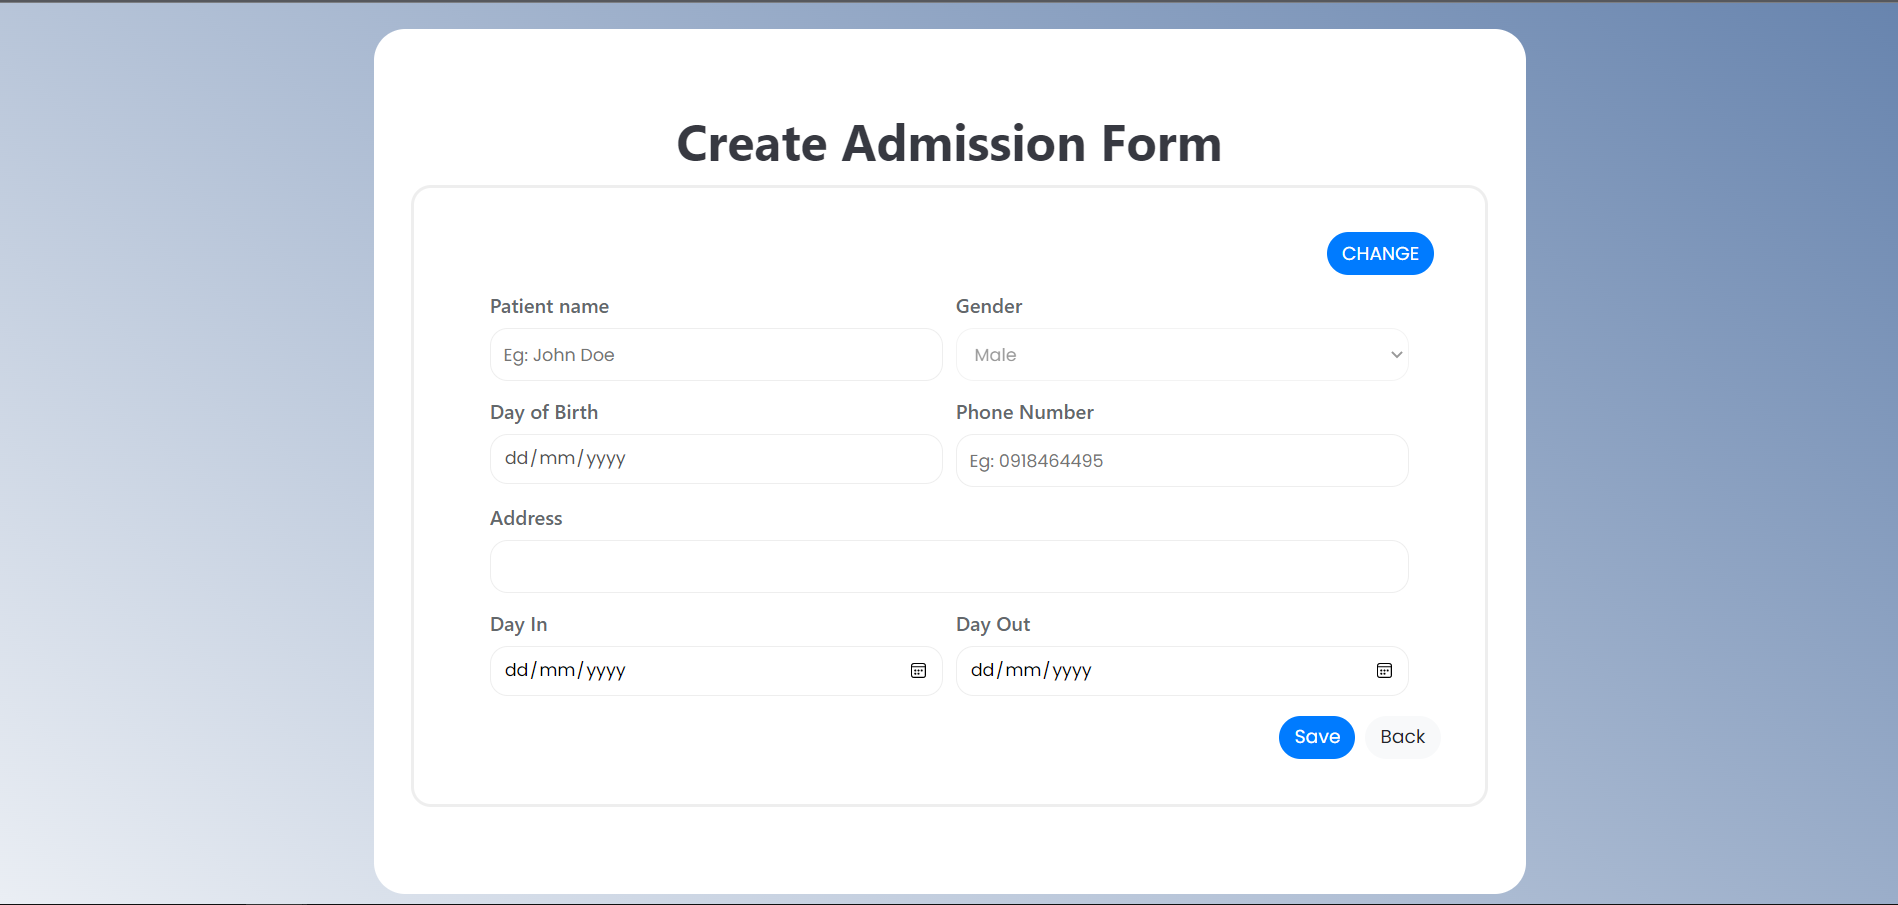 Create Admission Form
CHANGE
Patient name Gender
Eg: John Doe Male
Day of Birth Phone Number
dd/mm/yyyy Eg: 0918464495
Address
Day In Day Out
dd/mm/yyyy dd/mm/yyyy
Save Back